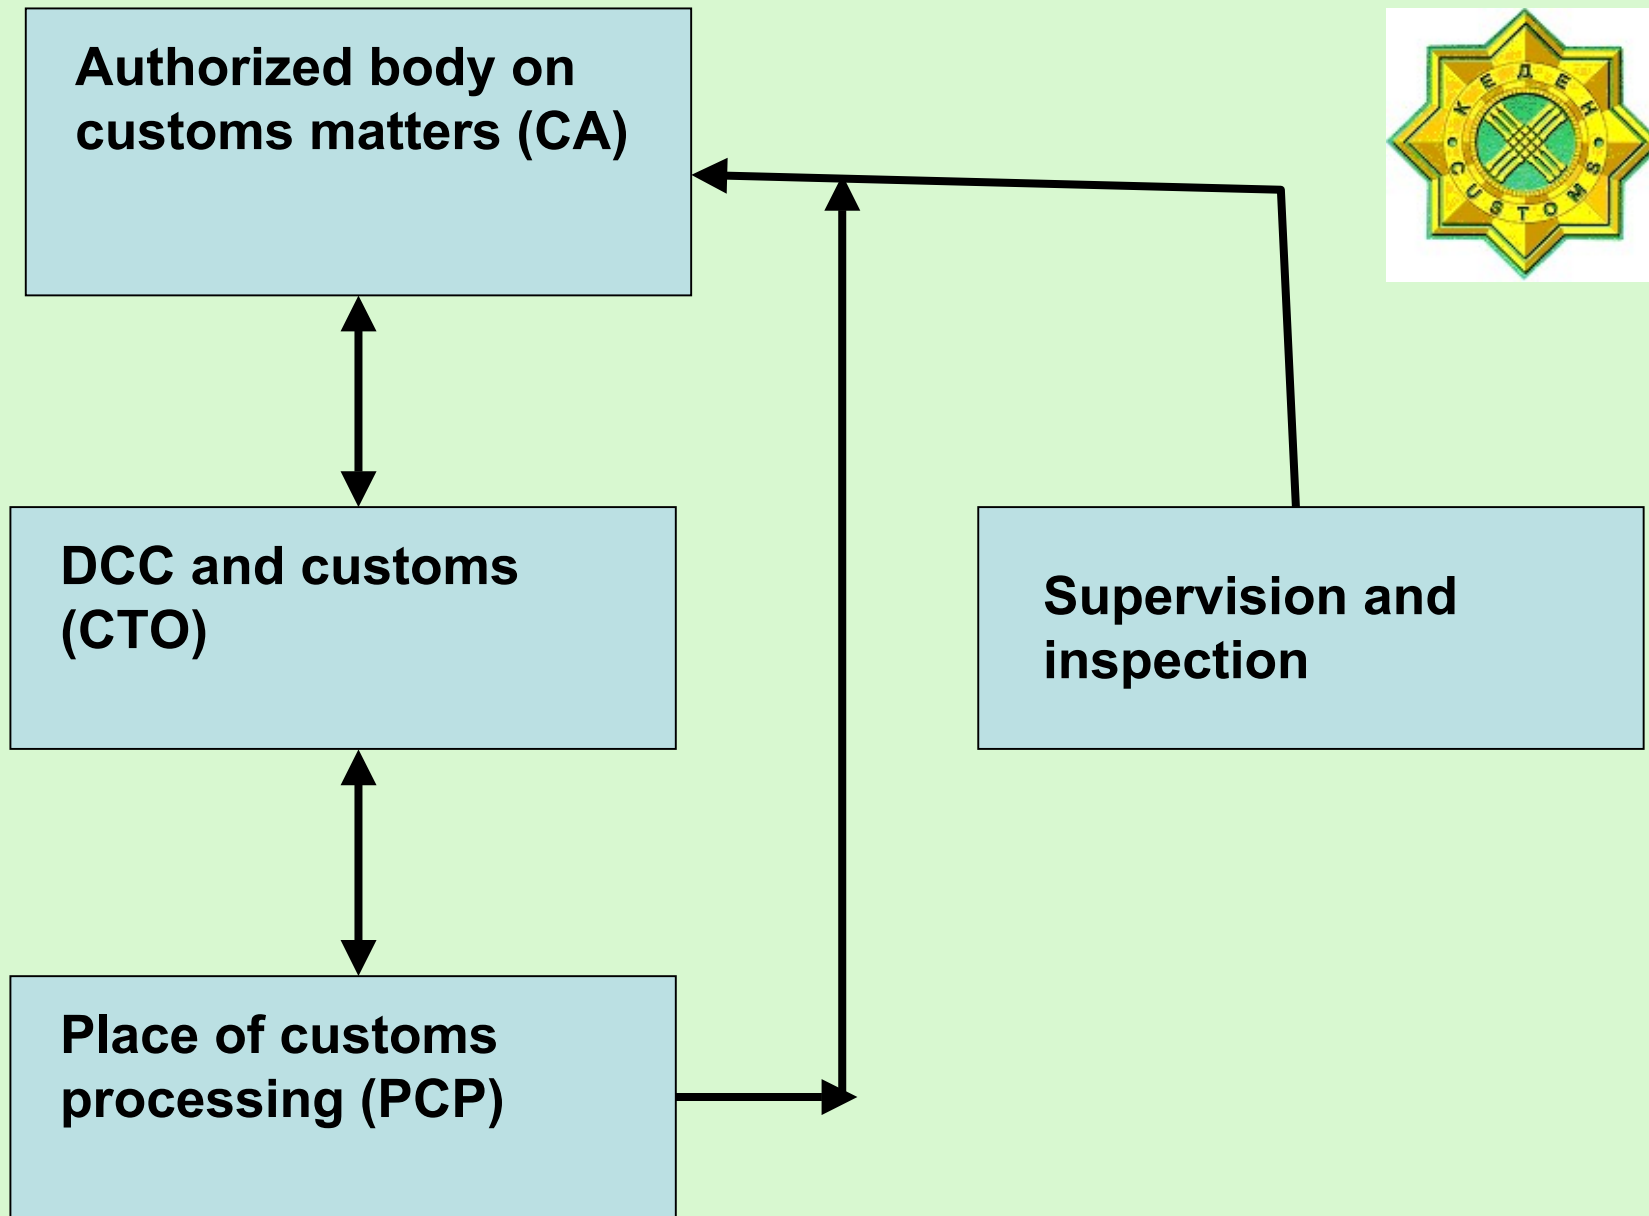 Authorized body on
customs matters (CA)
КЕДЕН
CUSTOMS
DCC and customs
(CTO)
Supervision and
inspection
Place of customs
processing (PCP)